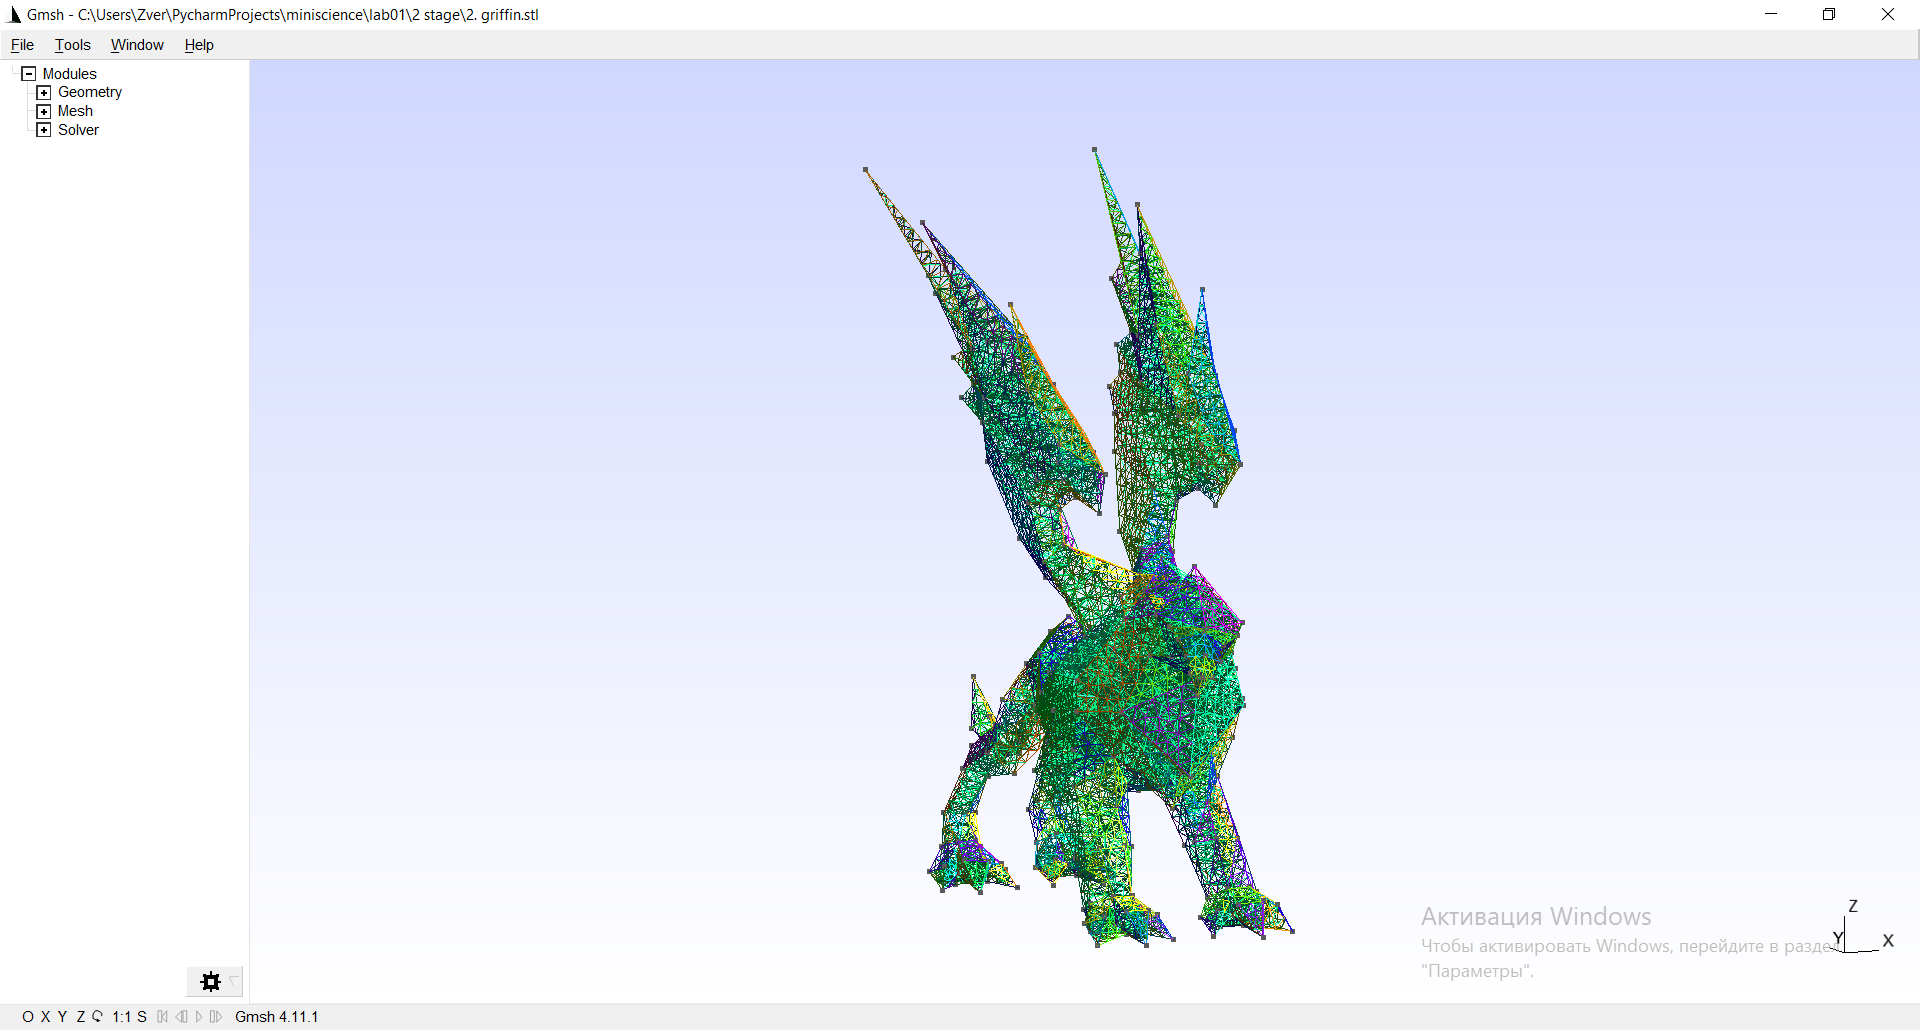 Gmsh - C:\Users\Zver\PycharmProjects\miniscience\lab01\2 stage\2. griffin.stl
File Tools Window Help
Modules
Geometry
Mesh
Solver
Z
Y
X
Активация Windows
Чтобы активировать Windows, перейдите в разде
"Параметры".
O X Y Z 1:1 S Gmsh 4.11.1